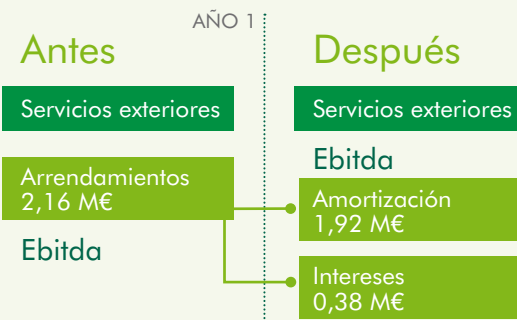 AÑO 1
Antes
Servicios exteriores
Arrendamientos
2,16 M€
Ebitda
Después
Servicios exteriores
Ebitda
Amortización
1,92 M€
Intereses
0,38 M€